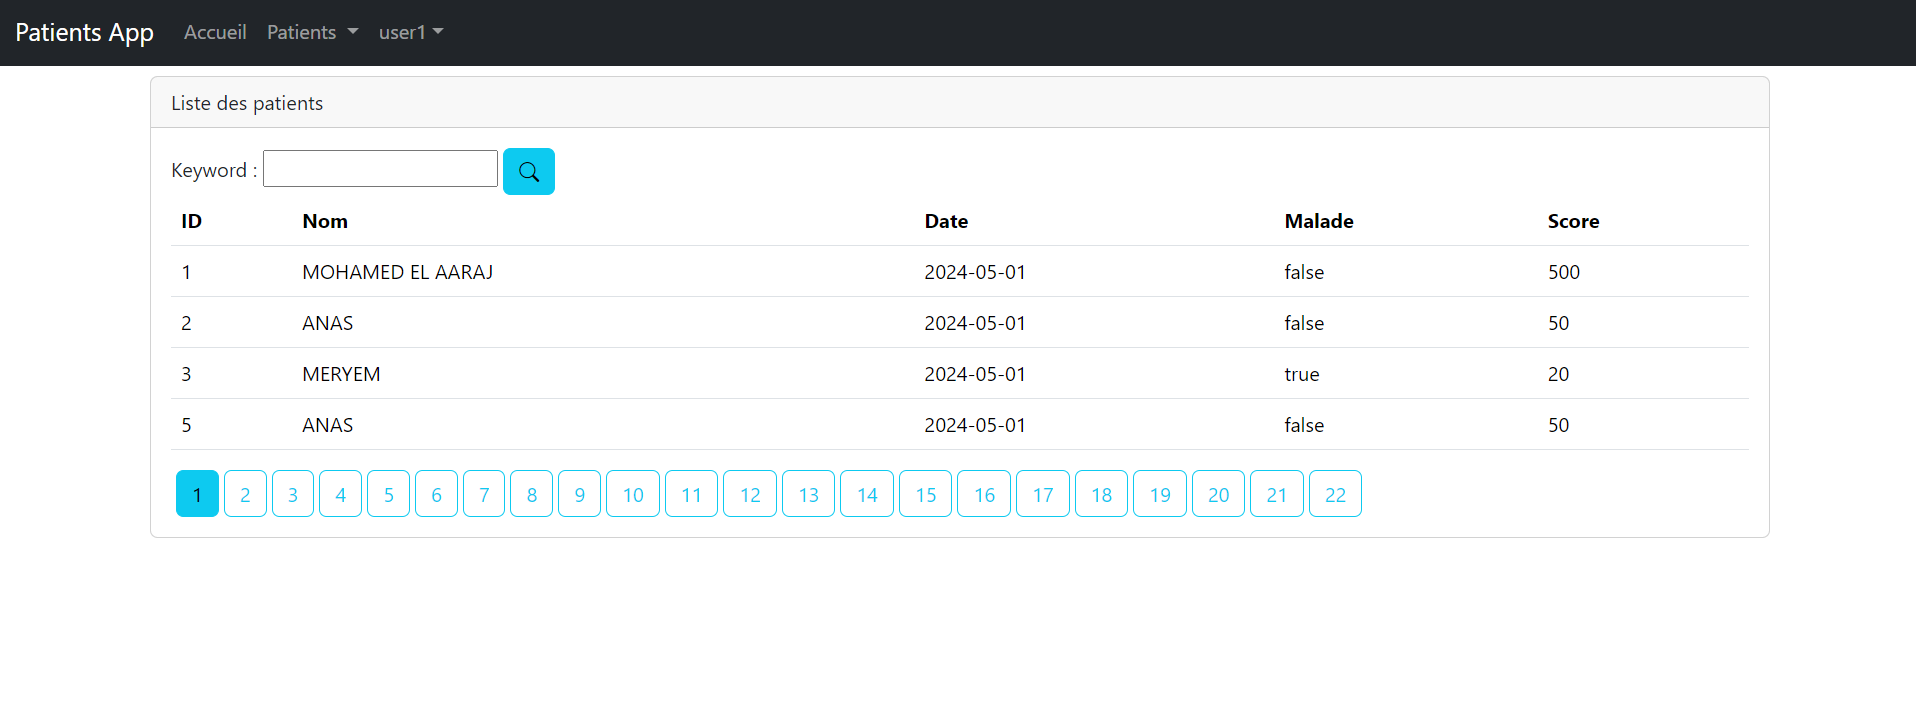 Patients App Accueil Patients user1
Liste des patients
Keyword :
ID Nom Date Malade Score
1 MOHAMED EL AARAJ 2024-05-01 false 500
2 ANAS 2024-05-01 false 50
3 MERYEM 2024-05-01 true 20
5 ANAS 2024-05-01 false 50
1 2 3 4 5 6 7 8 9 10 11 12 13 14 15 16 17 18 19 20 21 22